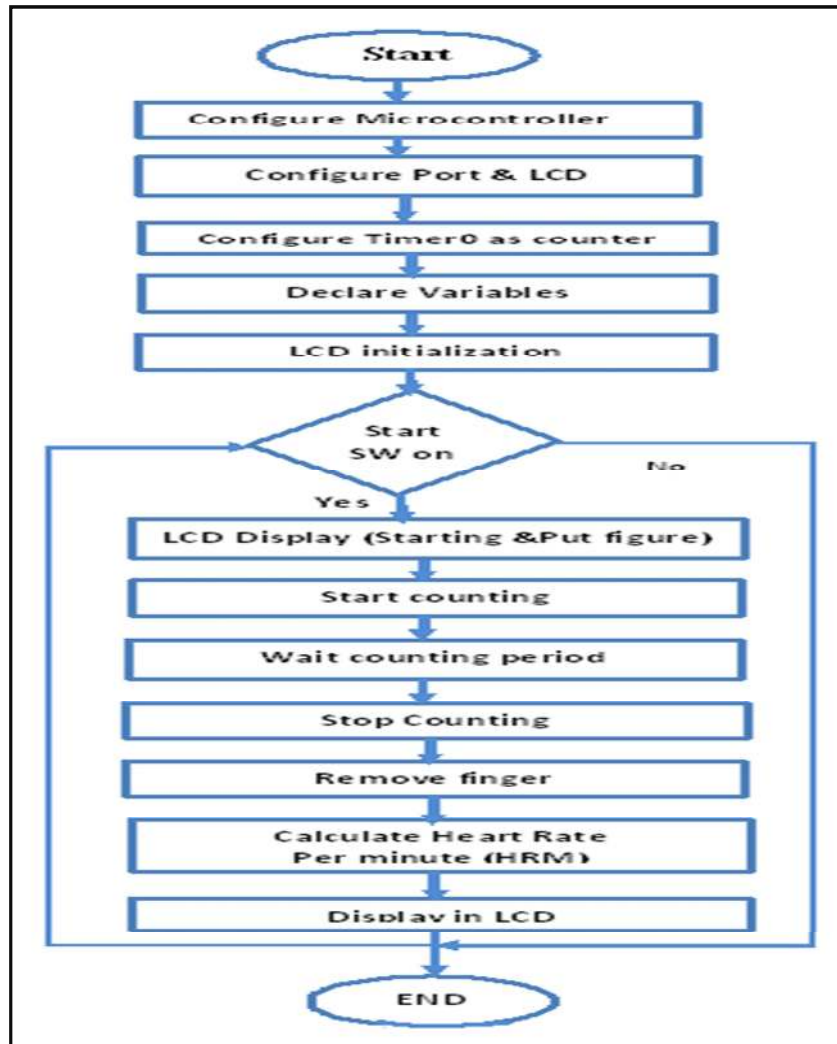 Start
Configure Microcontroller
Configure Port & LCD
Configure Timer0 as counter
Declare Variables
LCD initialization
Start
SW on
No
Yes
LCD Display (Starting &Put figure)
Start counting
Wait counting period
Stop Counting
Remove finger
Calculate Heart Rate
Per minute (HRM)
Display in LCD
END